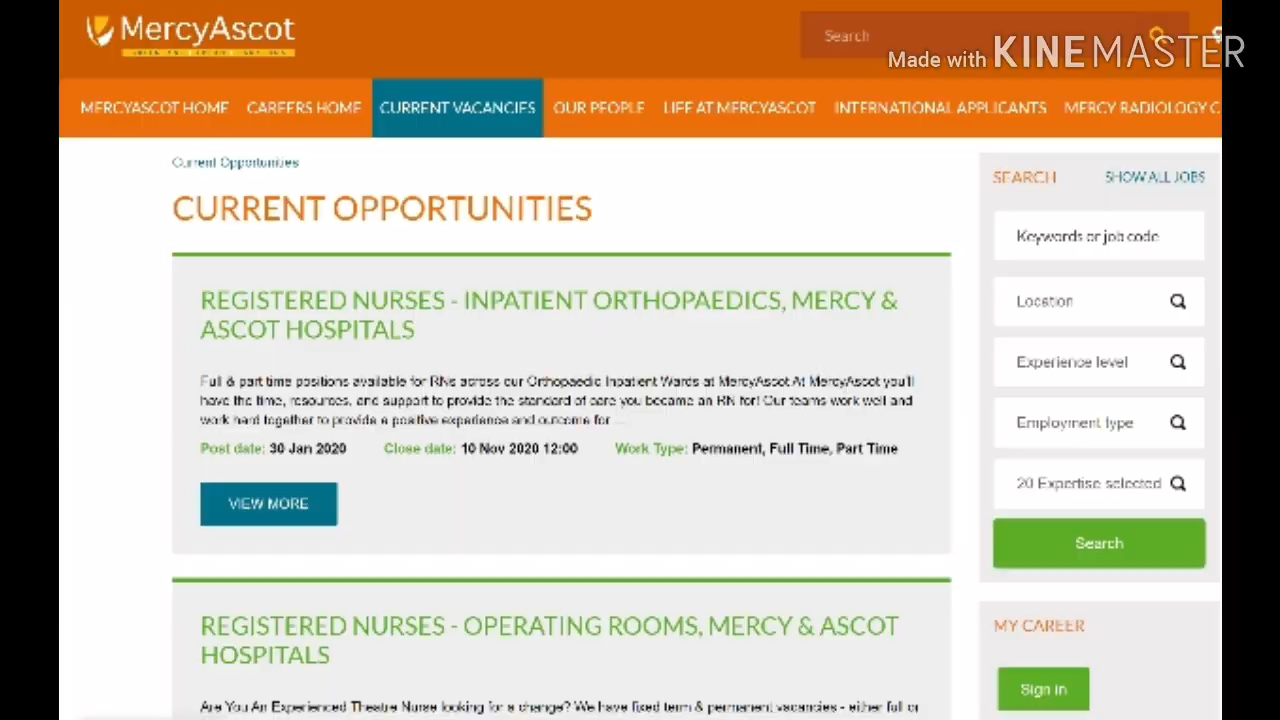 MercyAscot
Search
Made with KINEMASTER
MERCYASCOT HOME CAREERS HOME CURRENT VACANCIES OUR PEOPLE LIFE AT MERCYASCOT INTERNATIONAL APPLICANTS MERCY RADIOLOGY C
Current Opportunities
CURRENT OPPORTUNITIES
REGISTERED NURSES - INPATIENT ORTHOPAEDICS, MERCY &
ASCOT HOSPITALS
Full & part time positions available for RNs across our Orthopaedic Inpatient Wards at MercyAscot At MercyAscot you'll
have the time, resources, and support to provide the standard of care you became an RN for! Our teams work well and
work hard together to provide a positive experience and outcome for ...
Post date: 30 Jan 2020 Close date: 10 Nov 2020 12:00 Work Type: Permanent, Full Time, Part Time
VIEW MORE
REGISTERED NURSES - OPERATING ROOMS, MERCY & ASCOT
HOSPITALS
Are You An Experienced Theatre Nurse looking for a change? We have fixed term & permanent vacancies - either full or
SEARCH SHOW ALL JOBS
Keywords or job code
Location
Experience level
Employment type
20 Expertise selected
Search
MY CAREER
Sign in